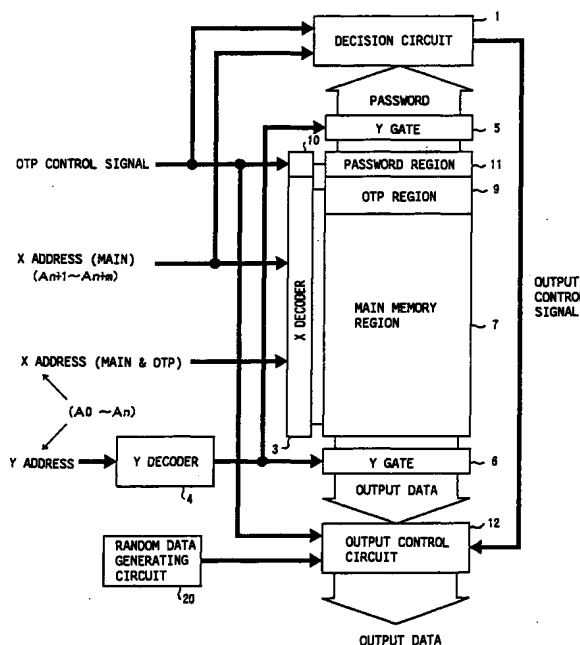 1
DECISION CIRCUIT
PASSWORD
10
Y GATE
5
OTP CONTROL SIGNAL
PASSWORD REGION
11
OTP REGION
9
X ADDRESS (MAIN)
(An+1~An+m)
X DECODER
MAIN MEMORY
REGION
7
OUTPUT
CONTROL
SIGNAL
X ADDRESS (MAIN & OTP)
(A0 ~An)
3
Y ADDRESS
Y DECODER
4
Y GATE
6
OUTPUT DATA
12
RANDOM DATA
GENERATING
CIRCUIT
20
OUTPUT CONTROL
CIRCUIT
OUTPUT DATA